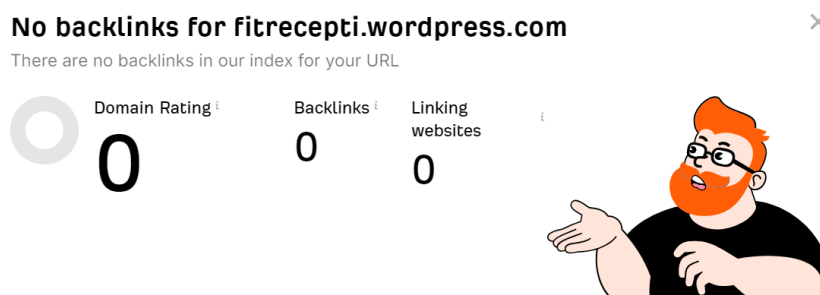 No backlinks for fitrecepti.wordpress.com
There are no backlinks in our index for your URL
Domain Rating i
Backlinks i
Linking
websites i
0
0
0